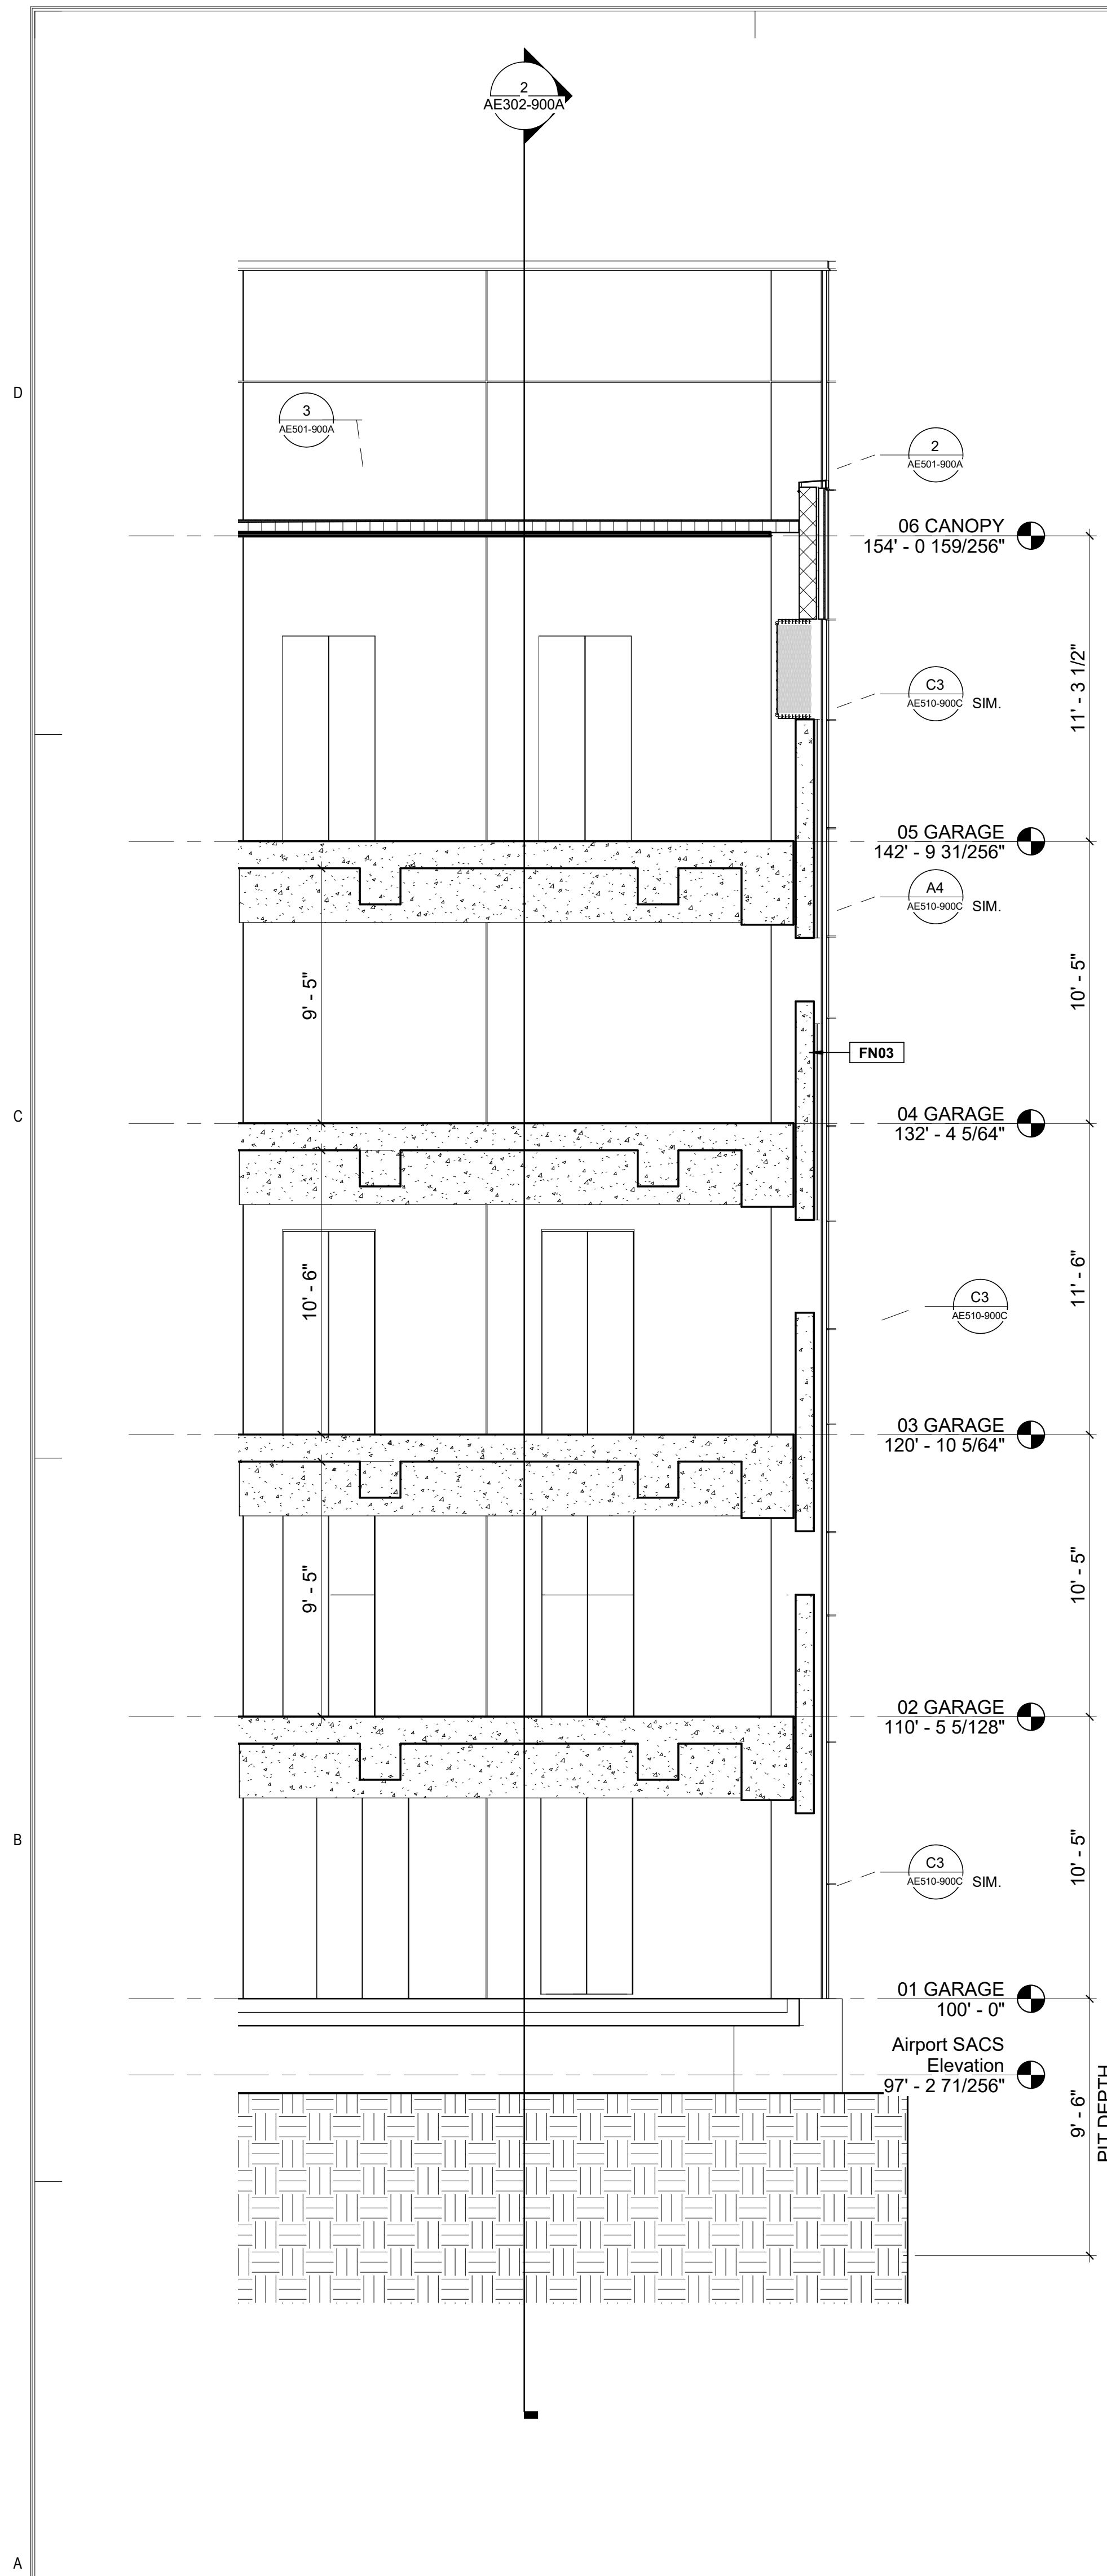 2
AE302-900A
D
3
AE501-900A
2
AE501-900A
06 CANOPY
154' - 0 159/256"
11' - 3 1/2"
C3
AE510-900C SIM.
05 GARAGE
142' - 9 31/256"
A4
AE510-900C SIM.
9' - 5"
10' - 5"
FN03
C
04 GARAGE
132' - 4 5/64"
10' - 6"
11' - 6"
C3
AE510-900C
03 GARAGE
120' - 10 5/64"
9' - 5"
10' - 5"
02 GARAGE
110' - 5 5/128"
B
10' - 5"
C3
AE510-900C SIM.
01 GARAGE
100' - 0"
Airport SACS
Elevation
97' - 2 71/256"
9' - 6"
PIT DEPTH
A